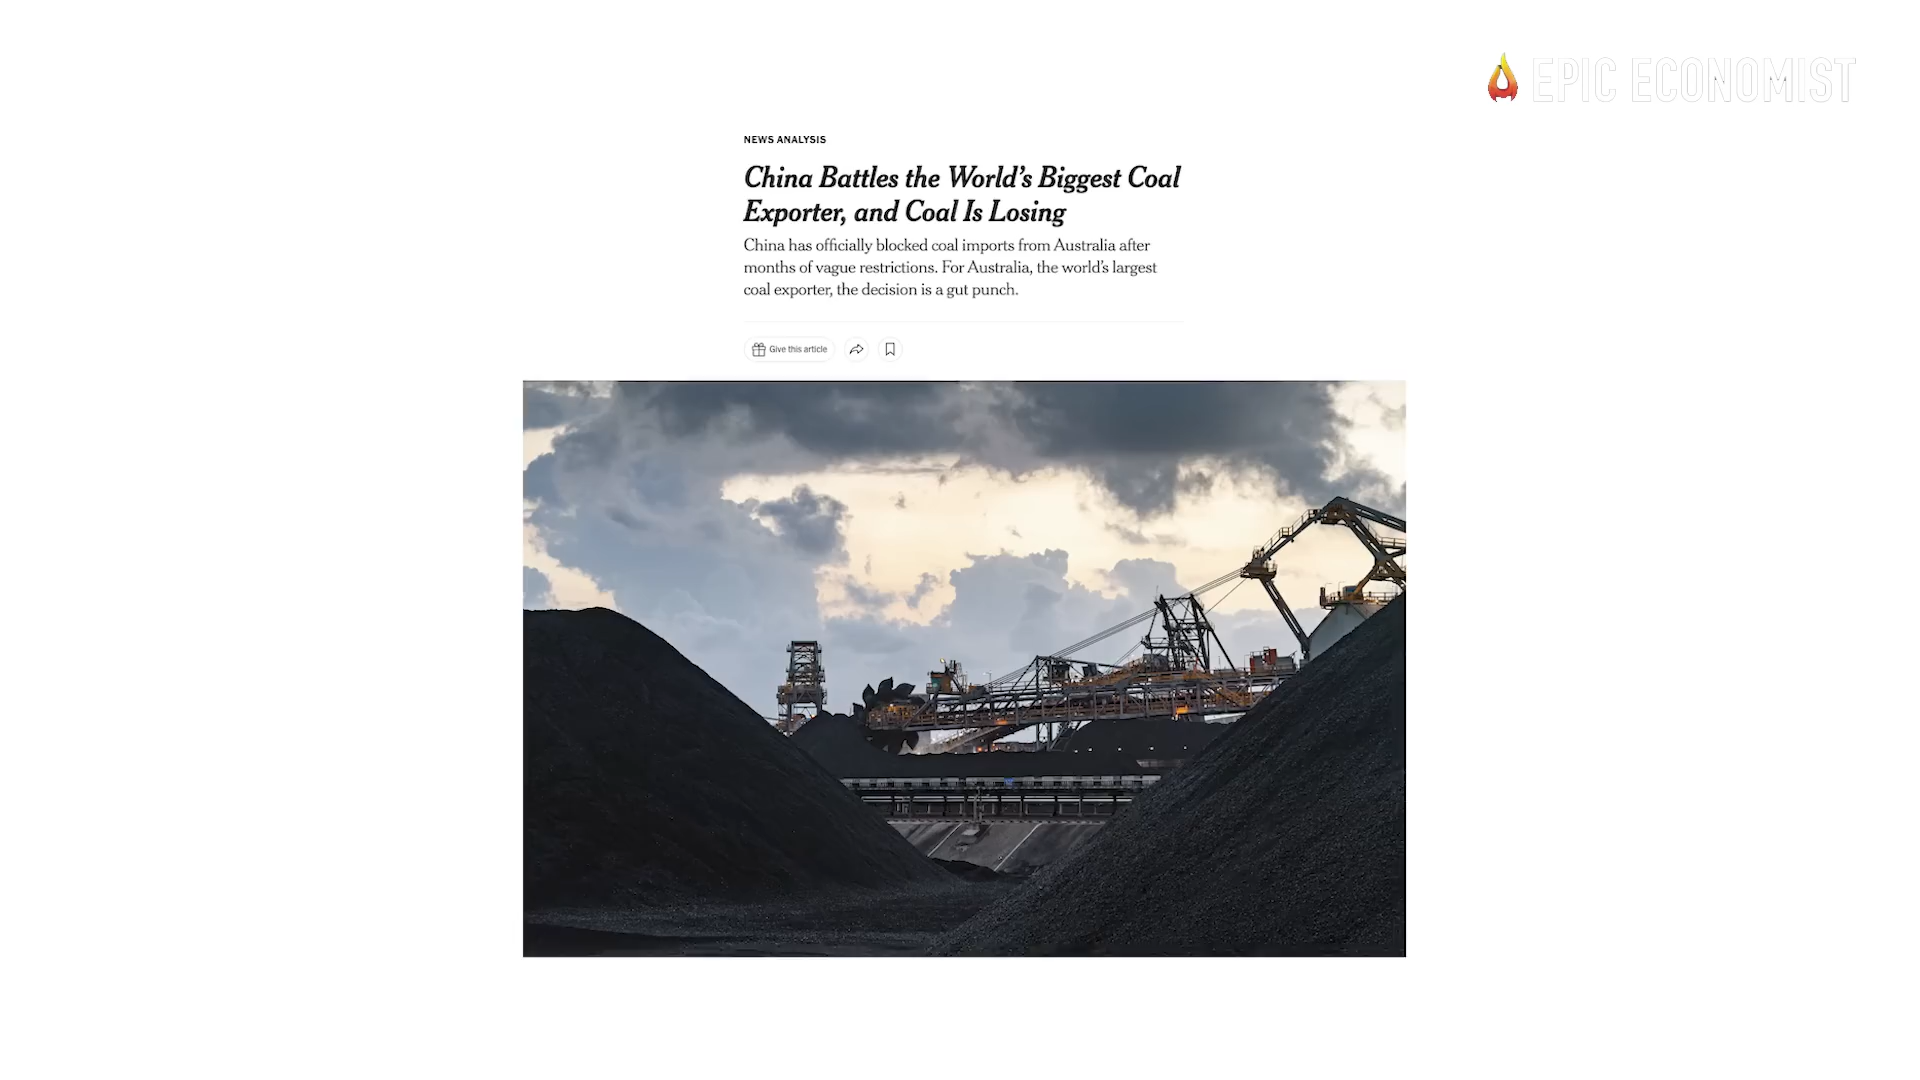 EPIC ECONOMIST
NEWS ANALYSIS
China Battles the World's Biggest Coal
Exporter, and Coal Is Losing
China has officially blocked coal imports from Australia after
months of vague restrictions. For Australia, the world's largest
coal exporter, the decision is a gut punch.
Give this article